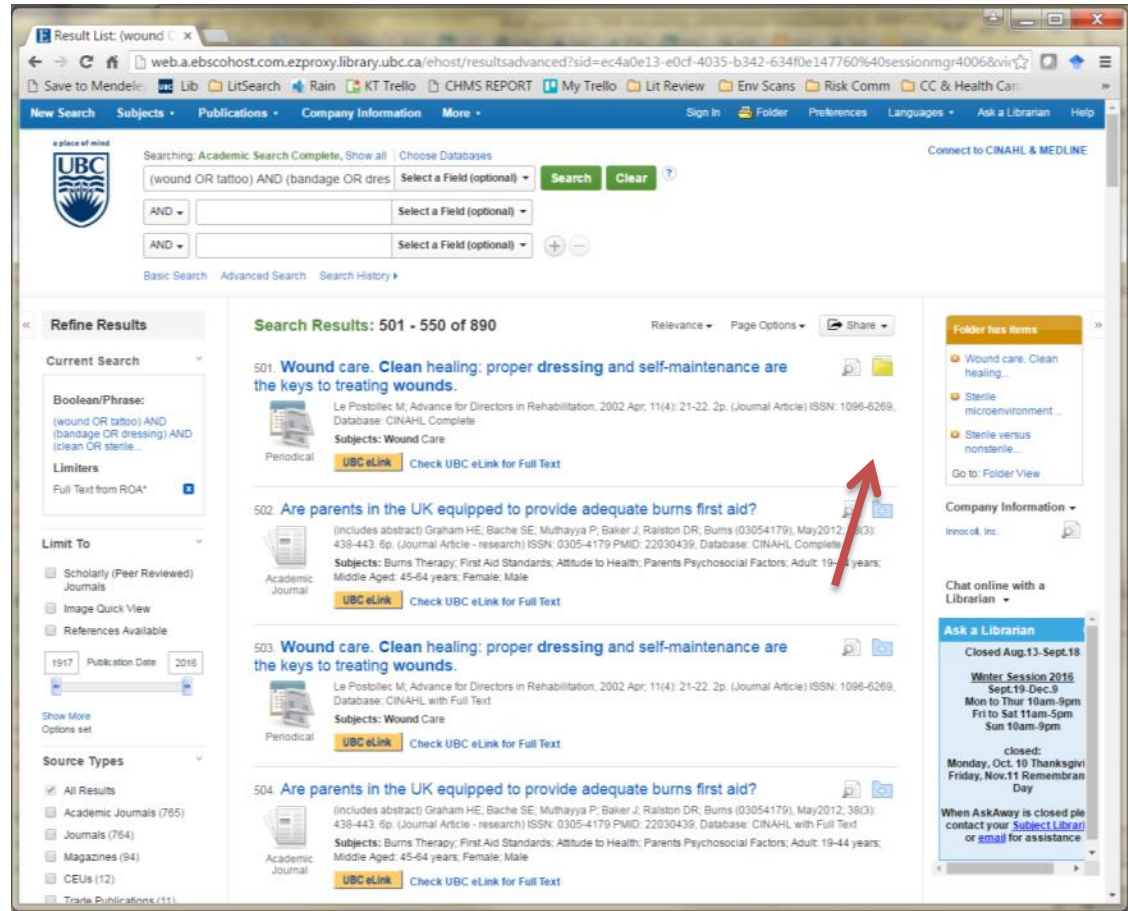 Result List: (wound C
web.a.ebscohost.com.ezproxy.library.ubc.ca/ehost/resultsadvanced?sid=ec4a0e13-e0cf-4035-b342-634f0e147760%40sessionmgr4006&vi
Save to Mendele Lib LitSearch Rain KT Trello CHMS REPORT My Trello Lit Review Env Scans Risk Comm CC & Health Car
New Search Subjects Publications Company Information More Sign In Folder Preferences Languages Ask a Librarian Help
a place of mind
UBC
Searching: Academic Search Complete, Show all Choose Databases
Connect to CINAHL & MEDLINE
(wound OR tattoo) AND (bandage OR dres Select a Field (optional) Search Clear ?
AND Select a Field (optional)
AND Select a Field (optional)
Basic Search Advanced Search Search History
Refine Results
Current Search
Boolean/Phrase:
(wound OR tattoo) AND
(bandage OR dressing) AND
(clean OR sterile...
Limiters
Full Text from ROA*
Limit To
Scholarly (Peer Reviewed)
Journals
Image Quick View
References Available
1917 Publication Date 2016
Show More
Options set
Source Types
All Results
Academic Journals (765)
Journals (764)
Magazines (94)
CEUs (12)
Trade Publications (11)
Search Results: 501 - 550 of 890
Relevance Page Options Share
501. Wound care. Clean healing: proper dressing and self-maintenance are
the keys to treating wounds.
Le Postollec M; Advance for Directors in Rehabilitation, 2002 Apr; 11(4): 21-22. 2p. (Journal Article) ISSN: 1096-6269,
Database: CINAHL Complete
Subjects: Wound Care
Periodical
UBC eLink Check UBC eLink for Full Text
502. Are parents in the UK equipped to provide adequate burns first aid?
(includes abstract) Graham HE; Bache SE; Muthayya P; Baker J; Ralston DR; Burns (03054179), May2012; 38(3):
438-443. 6p. (Journal Article - research) ISSN: 0305-4179 PMID: 22030439, Database: CINAHL Complete
Subjects: Burns Therapy; First Aid Standards; Attitude to Health; Parents Psychosocial Factors; Adult: 19-44 years;
Middle Aged: 45-64 years; Female; Male
Academic
Journal
UBC eLink Check UBC eLink for Full Text
503. Wound care. Clean healing: proper dressing and self-maintenance are
the keys to treating wounds.
Le Postollec M; Advance for Directors in Rehabilitation, 2002 Apr; 11(4): 21-22. 2p. (Journal Article) ISSN: 1096-6269,
Database: CINAHL with Full Text
Subjects: Wound Care
Periodical
UBC eLink Check UBC eLink for Full Text
504. Are parents in the UK equipped to provide adequate burns first aid?
(includes abstract) Graham HE; Bache SE; Muthayya P; Baker J; Ralston DR; Burns (03054179), May2012; 38(3):
438-443. 6p. (Journal Article - research) ISSN: 0305-4179 PMID: 22030439, Database: CINAHL with Full Text
Subjects: Burns Therapy; First Aid Standards; Attitude to Health; Parents Psychosocial Factors; Adult: 19-44 years;
Middle Aged: 45-64 years; Female; Male
Academic
Journal
UBC eLink Check UBC eLink for Full Text
Folder has items
Wound care. Clean
healing...
Sterile
microenvironment...
Sterile versus
nonsterile...
Go to: Folder View
Company Information
Innocoll, Inc.
Chat online with a
Librarian
Ask a Librarian
Closed Aug.13-Sept.18
Winter Session 2016
Sept.19-Dec.9
Mon to Thur 10am-9pm
Fri to Sat 11am-5pm
Sun 10am-9pm
closed:
Monday, Oct. 10 Thanksgivi
Friday, Nov.11 Remembran
Day
When AskAway is closed ple
contact your Subject Librari
or email for assistance